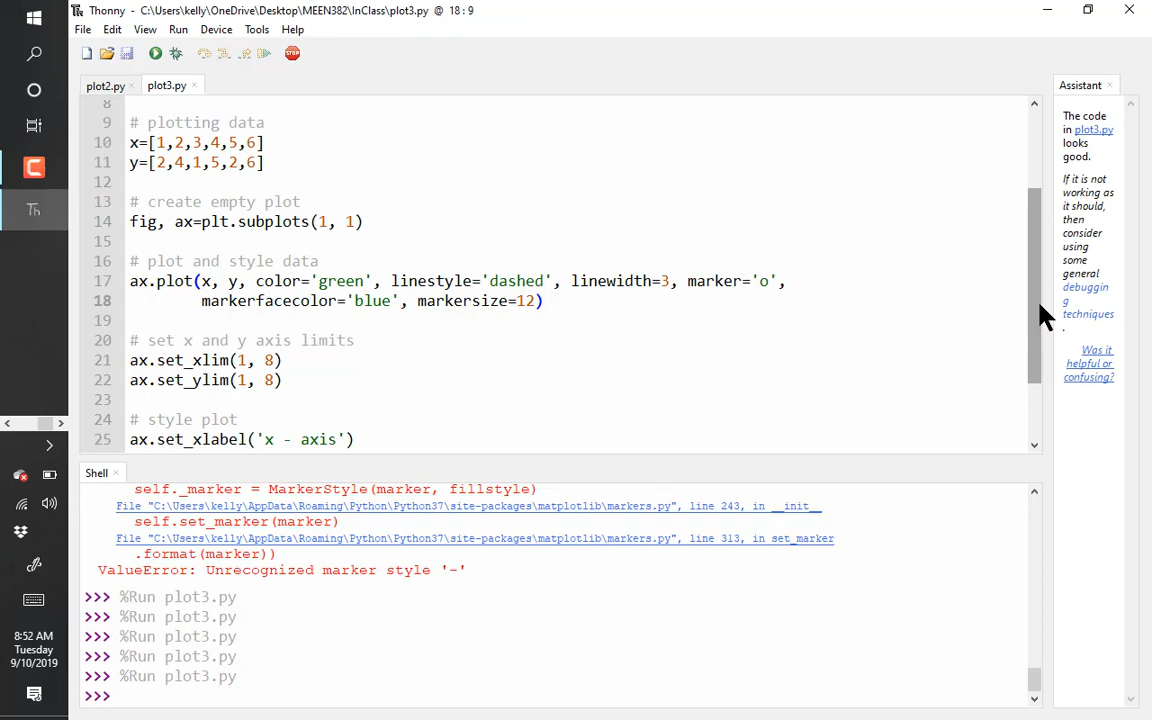 Thonny - C:\Users\kelly\OneDrive\Desktop\MEEN382\InClass\plot3.py @ 18 : 9
File Edit View Run Device Tools Help
STOP
plot2.py × plot3.py ×
8
9 # plotting data
10 x=[1,2,3,4,5,6]
11 y=[2,4,1,5,2,6]
12
13 # create empty plot
14 fig, ax=plt.subplots(1, 1)
15
16 # plot and style data
17 ax.plot(x, y, color='green', linestyle='dashed', linewidth=3, marker='o',
18 markerfacecolor='blue', markersize=12)
19
20 # set x and y axis limits
21 ax.set_xlim(1, 8)
22 ax.set_ylim(1, 8)
23
24 # style plot
25 ax.set_xlabel('x - axis')
Shell ×
self._marker = MarkerStyle(marker, fillstyle)
File "C:\Users\kelly\AppData\Roaming\Python\Python37\site-packages\matplotlib\markers.py", line 243, in __init__
self.set_marker(marker)
File "C:\Users\kelly\AppData\Roaming\Python\Python37\site-packages\matplotlib\markers.py", line 313, in set_marker
.format(marker))
ValueError: Unrecognized marker style '-'
>>> %Run plot3.py
>>> %Run plot3.py
>>> %Run plot3.py
>>> %Run plot3.py
>>> %Run plot3.py
>>>
Assistant ×
The code
in plot3.py
looks
good.
If it is not
working as
it should,
then
consider
using
some
general
debuggin
g
techniques
.
Was it
helpful or
confusing?
Th
8:52 AM
Tuesday
9/10/2019